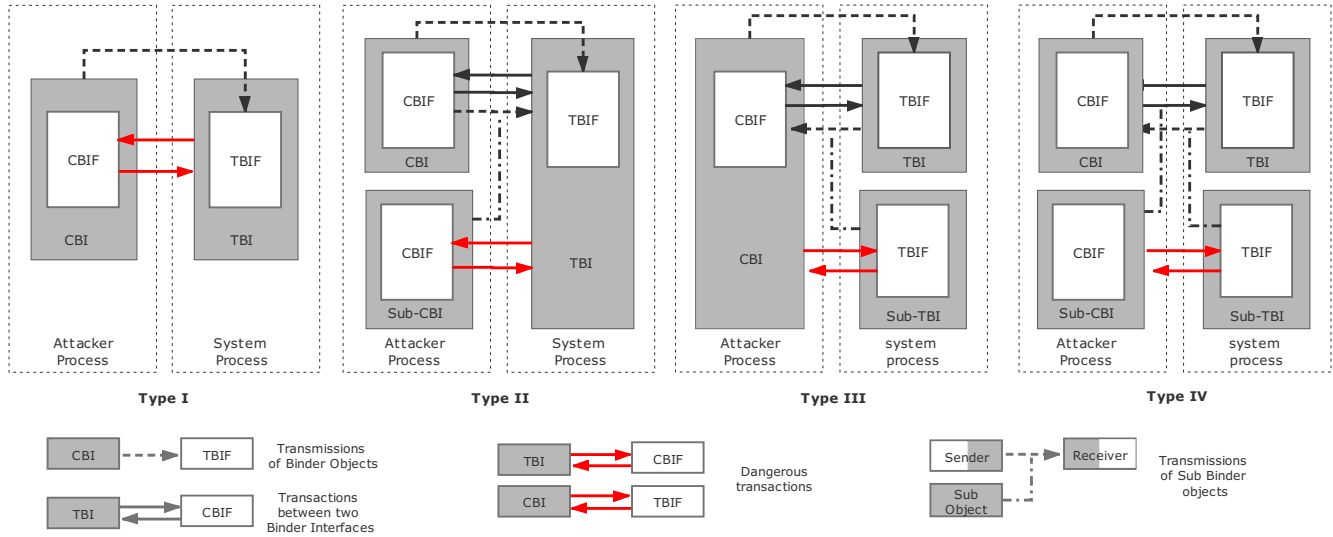 CBIF
CBI
TBIF
TBI
Attacker
Process
System
Process
Type I
CBIF
CBI
CBIF
Sub-CBI
TBIF
TBI
Attacker
Process
System
Process
Type II
CBIF
CBI
TBIF
TBI
TBIF
Sub-TBI
Attacker
Process
system
process
Type III
CBIF
CBI
CBIF
Sub-CBI
TBIF
TBI
TBIF
Sub-TBI
Attacker
Process
system
process
Type IV
CBI
TBIF
Transmissions
of Binder Objects
TBI
CBIF
Transactions
between two
Binder Interfaces
TBI
CBIF
CBI
TBIF
Dangerous
transactions
Sender
Receiver
Sub
Object
Transmissions
of Sub Binder
objects